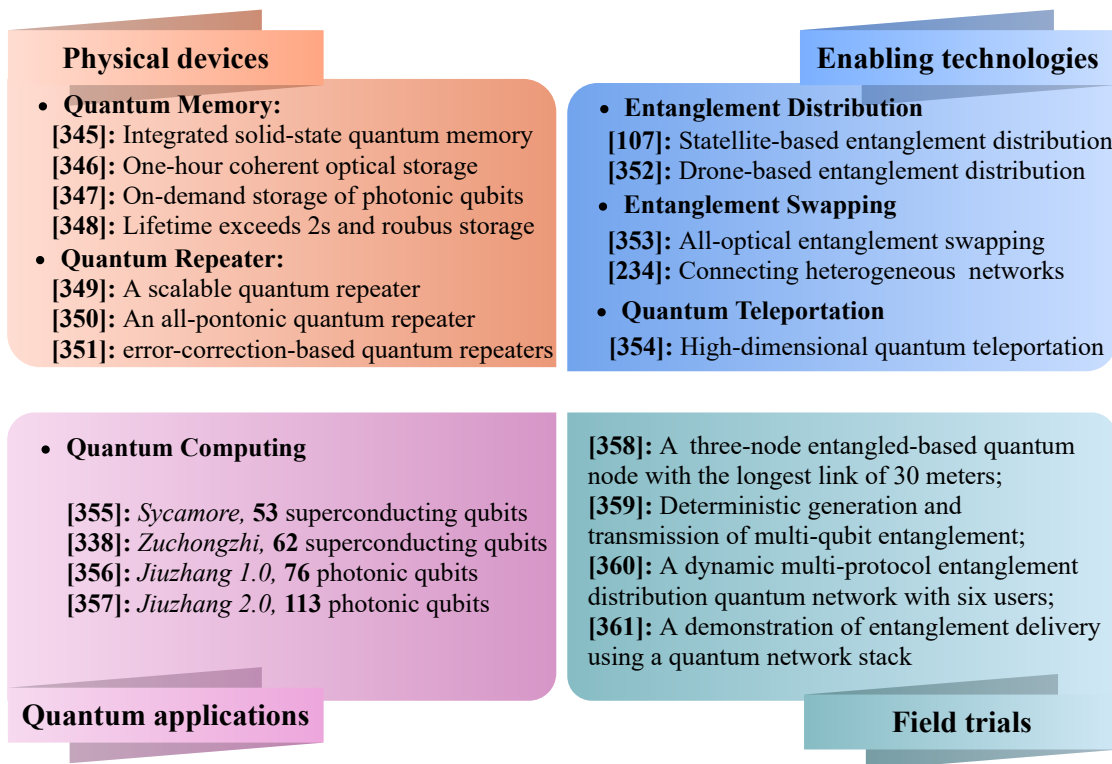 Physical devices
• Quantum Memory:
[345]: Integrated solid-state quantum memory
[346]: One-hour coherent optical storage
[347]: On-demand storage of photonic qubits
[348]: Lifetime exceeds 2s and roubus storage
• Quantum Repeater:
[349]: A scalable quantum repeater
[350]: An all-pontonic quantum repeater
[351]: error-correction-based quantum repeaters
Enabling technologies
• Entanglement Distribution
[107]: Statellite-based entanglement distribution
[352]: Drone-based entanglement distribution
• Entanglement Swapping
[353]: All-optical entanglement swapping
[234]: Connecting heterogeneous networks
• Quantum Teleportation
[354]: High-dimensional quantum teleportation
• Quantum Computing
[355]: Sycamore, 53 superconducting qubits
[338]: Zuchongzhi, 62 superconducting qubits
[356]: Jiuzhang 1.0, 76 photonic qubits
[357]: Jiuzhang 2.0, 113 photonic qubits
Quantum applications
[358]: A three-node entangled-based quantum
node with the longest link of 30 meters;
[359]: Deterministic generation and
transmission of multi-qubit entanglement;
[360]: A dynamic multi-protocol entanglement
distribution quantum network with six users;
[361]: A demonstration of entanglement delivery
using a quantum network stack
Field trials